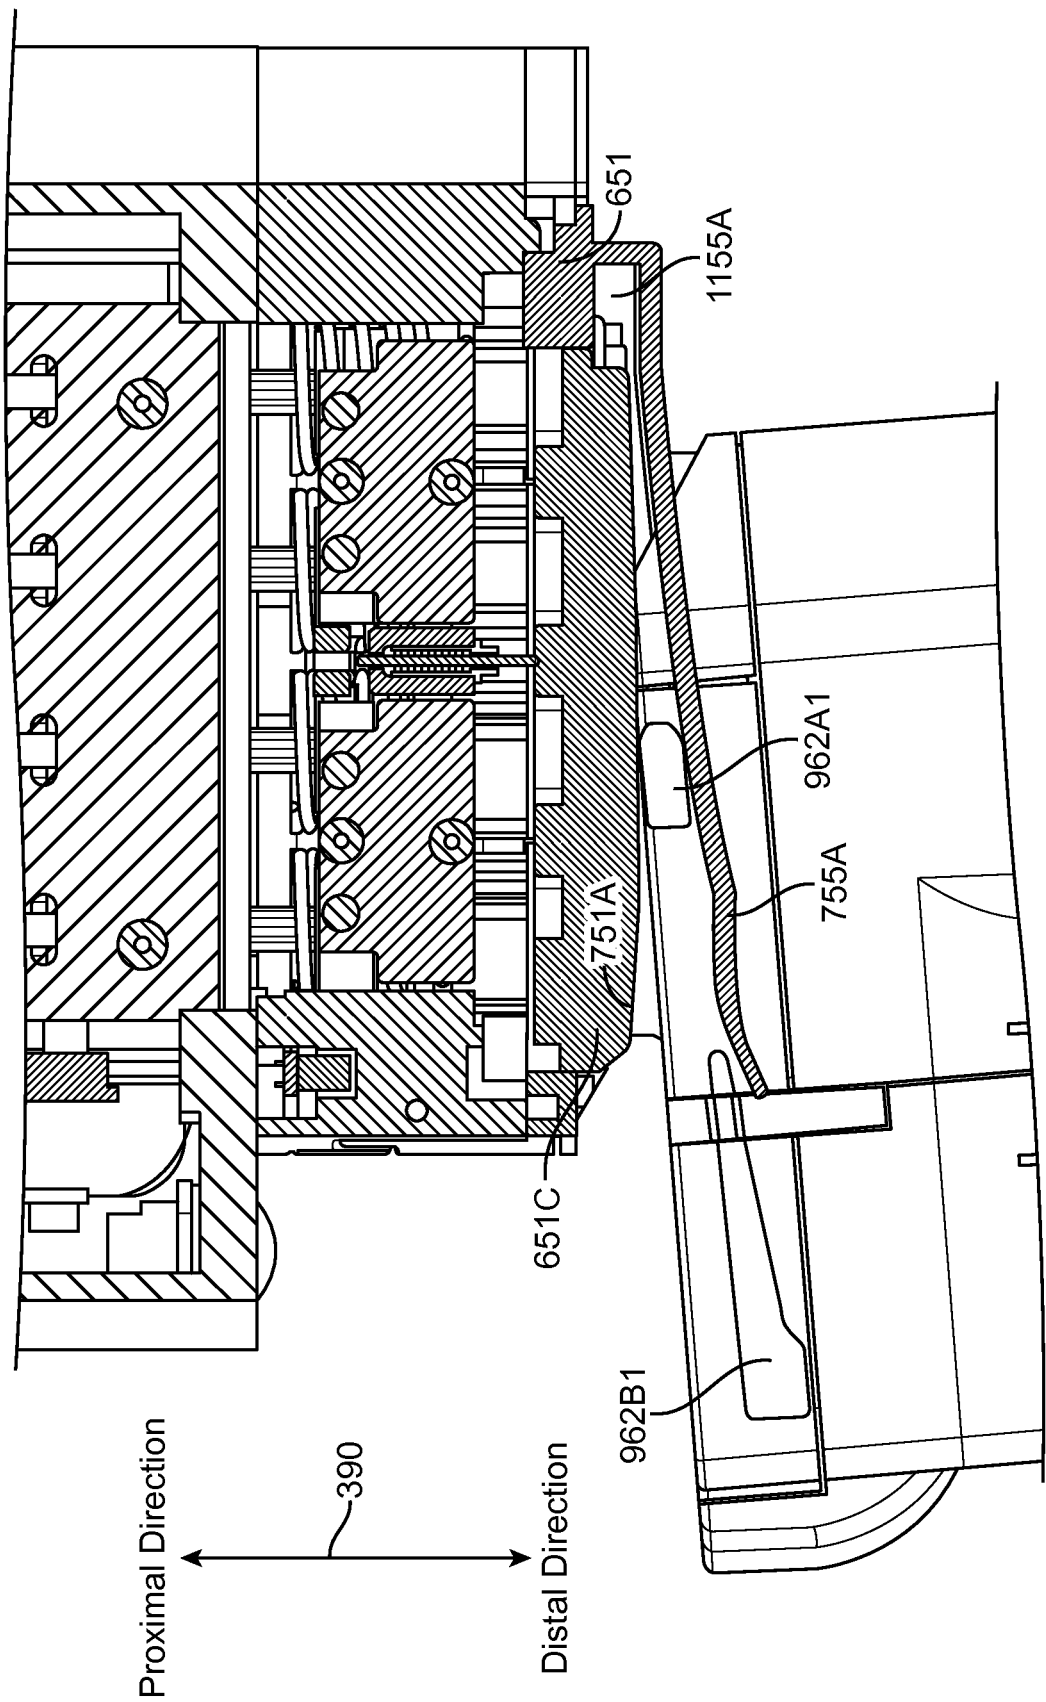 Proximal Direction
390
Distal Direction
651
1155A
962A1
755A
751A
651C
962B1